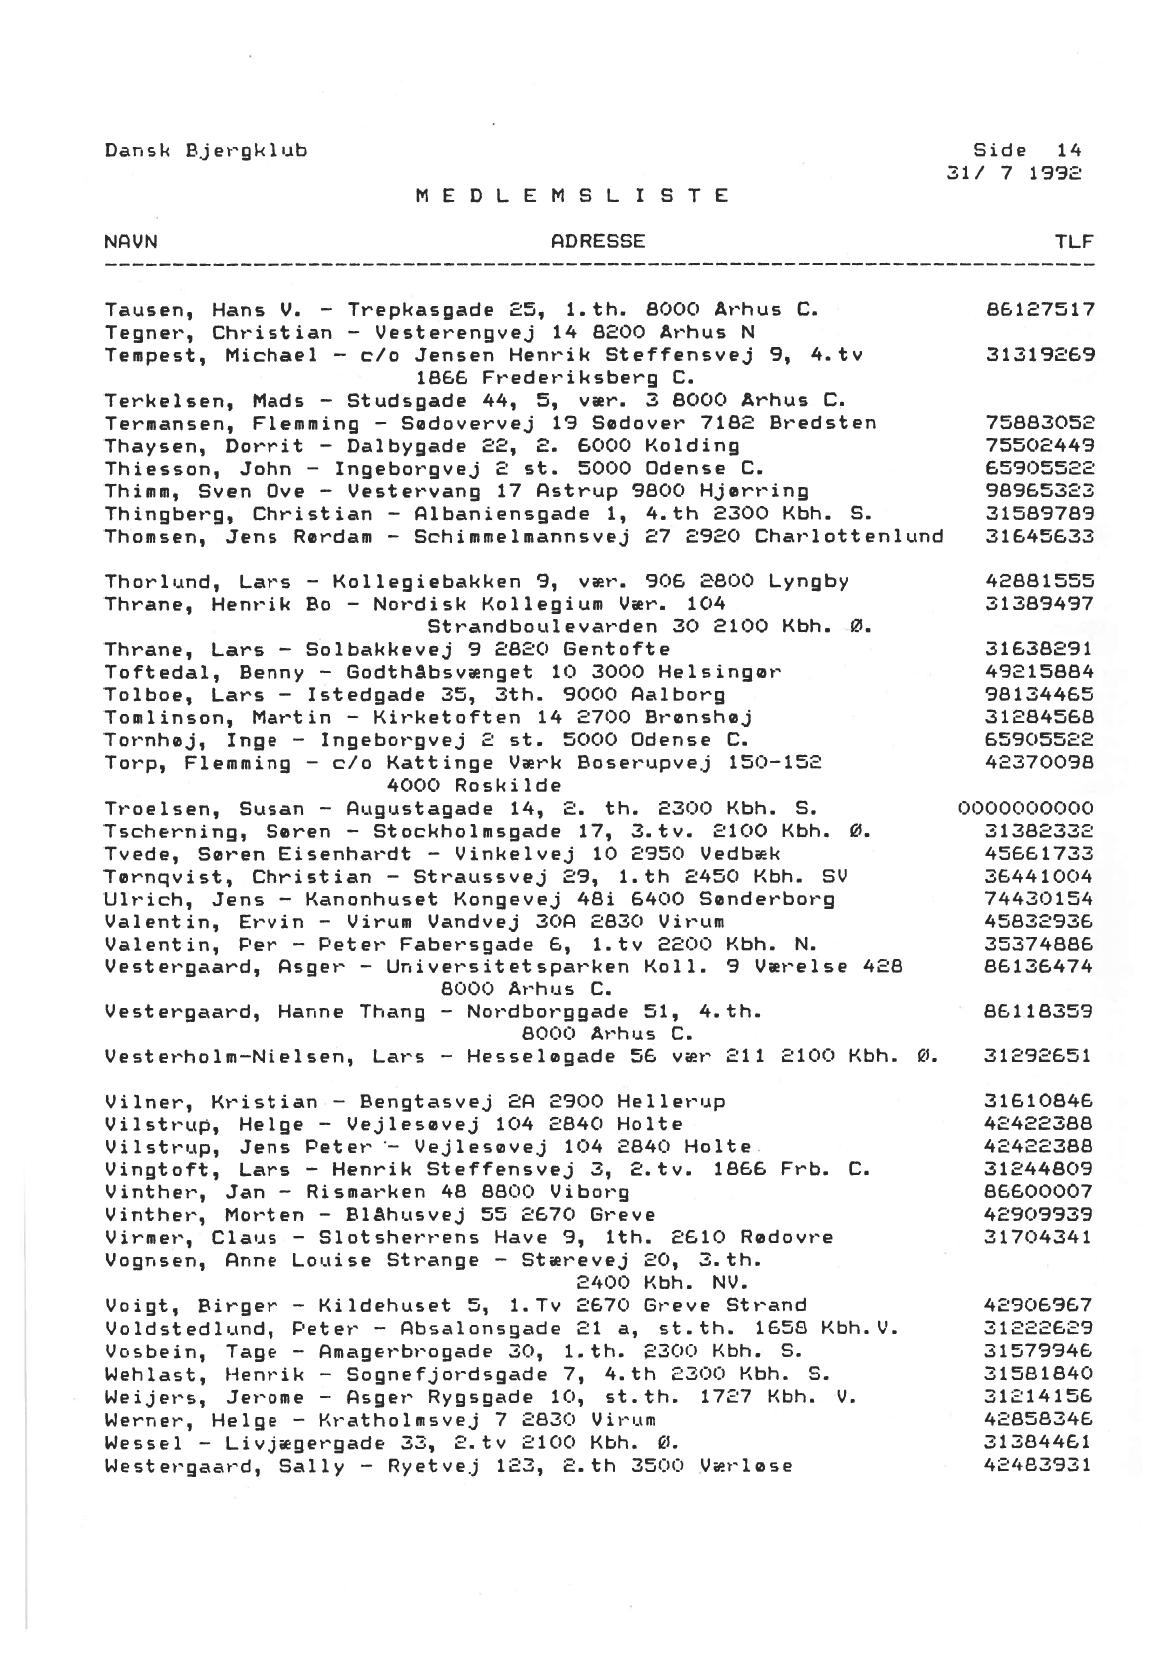 Dansk Bjergklub Side 14
31/ 7 1992
M E D L E M S L I S T E
NAVN ADRESSE TLF
--------------------------------------------------------------------------
Tausen, Hans V. - Trepkasgade 25, 1.th. 8000 Arhus C. 86127517
Tegner, Christian - Vesterengvej 14 8200 Arhus N
Tempest, Michael - c/o Jensen Henrik Steffensvej 9, 4.tv 31319269
1866 Frederiksberg C.
Terkelsen, Mads - Studsgade 44, 5, vær. 3 8000 Arhus C.
Termansen, Flemming - Sødovervej 19 Sødover 7182 Bredsten 75883052
Thaysen, Dorrit - Dalbygade 22, 2. 6000 Kolding 75502449
Thiesson, John - Ingeborgvej 2 st. 5000 Odense C. 65905522
Thimm, Sven Ove - Vestervang 17 Astrup 9800 Hjørring 98965323
Thingberg, Christian - Albaniensgade 1, 4.th 2300 Kbh. S. 31589789
Thomsen, Jens Rørdam - Schimmelmannsvej 27 2920 Charlottenlund 31645633
Thorlund, Lars - Kollegiebakken 9, vær. 906 2800 Lyngby 42881555
Thrane, Henrik Bo - Nordisk Kollegium Vær. 104 31389497
Strandboulevarden 30 2100 Kbh. Ø.
Thrane, Lars - Solbakkevej 9 2820 Gentofte 31638291
Toftedal, Benny - Godthåbsvænget 10 3000 Helsingør 49215884
Tolboe, Lars - Istedgade 35, 3th. 9000 Aalborg 98134465
Tomlinson, Martin - Kirketoften 14 2700 Brønshøj 31284568
Tornhøj, Inge - Ingeborgvej 2 st. 5000 Odense C. 65905522
Torp, Flemming - c/o Kattinge Værk Boserupvej 150-152 42370098
4000 Roskilde
Troelsen, Susan - Augustagade 14, 2. th. 2300 Kbh. S. 0000000000
Tscherning, Søren - Stockholmsgade 17, 3.tv. 2100 Kbh. Ø. 31382332
Tvede, Søren Eisenhardt - Vinkelvej 10 2950 Vedbæk 45661733
Tørnqvist, Christian - Straussvej 29, 1.th 2450 Kbh. SV 36441004
Ulrich, Jens - Kanonhuset Kongevej 48i 6400 Sønderborg 74430154
Valentin, Ervin - Virum Vandvej 30A 2830 Virum 45832936
Valentin, Per - Peter Fabersgade 6, 1.tv 2200 Kbh. N. 35374886
Vestergaard, Asger - Universitetsparken Koll. 9 Værelse 428 86136474
8000 Arhus C.
Vestergaard, Hanne Thang - Nordborggade 51, 4.th. 86118359
8000 Arhus C.
Vesterholm-Nielsen, Lars - Hesseløgade 56 vær 211 2100 Kbh. Ø. 31292651
Vilner, Kristian - Bengtasvej 2A 2900 Hellerup 31610846
Vilstrup, Helge - Vejlesøvej 104 2840 Holte 42422388
Vilstrup, Jens Peter - Vejlesøvej 104 2840 Holte 42422388
Vingtoft, Lars - Henrik Steffensvej 3, 2.tv. 1866 Frb. C. 31244809
Vinther, Jan - Rismarken 48 8800 Viborg 86600007
Vinther, Morten - Blåhusvej 55 2670 Greve 42909939
Virmer, Claus - Slotsherrens Have 9, 1th. 2610 Rødovre 31704341
Vognsen, Anne Louise Strange - Stærevej 20, 3.th.
2400 Kbh. NV.
Voigt, Birger - Kildehuset 5, 1.Tv 2670 Greve Strand 42906967
Voldstedlund, Peter - Absalonsgade 21 a, st.th. 1658 Kbh.V. 31222629
Vosbein, Tage - Amagerbrogade 30, 1.th. 2300 Kbh. S. 31579946
Wehlast, Henrik - Sognefjordsgade 7, 4.th 2300 Kbh. S. 31581840
Weijers, Jerome - Asger Rygsgade 10, st.th. 1727 Kbh. V. 31214156
Werner, Helge - Kratholmsvej 7 2830 Virum 42858346
Wessel - Livjægergade 33, 2.tv 2100 Kbh. Ø. 31384461
Westergaard, Sally - Ryetvej 123, 2.th 3500 Værløse 42483931